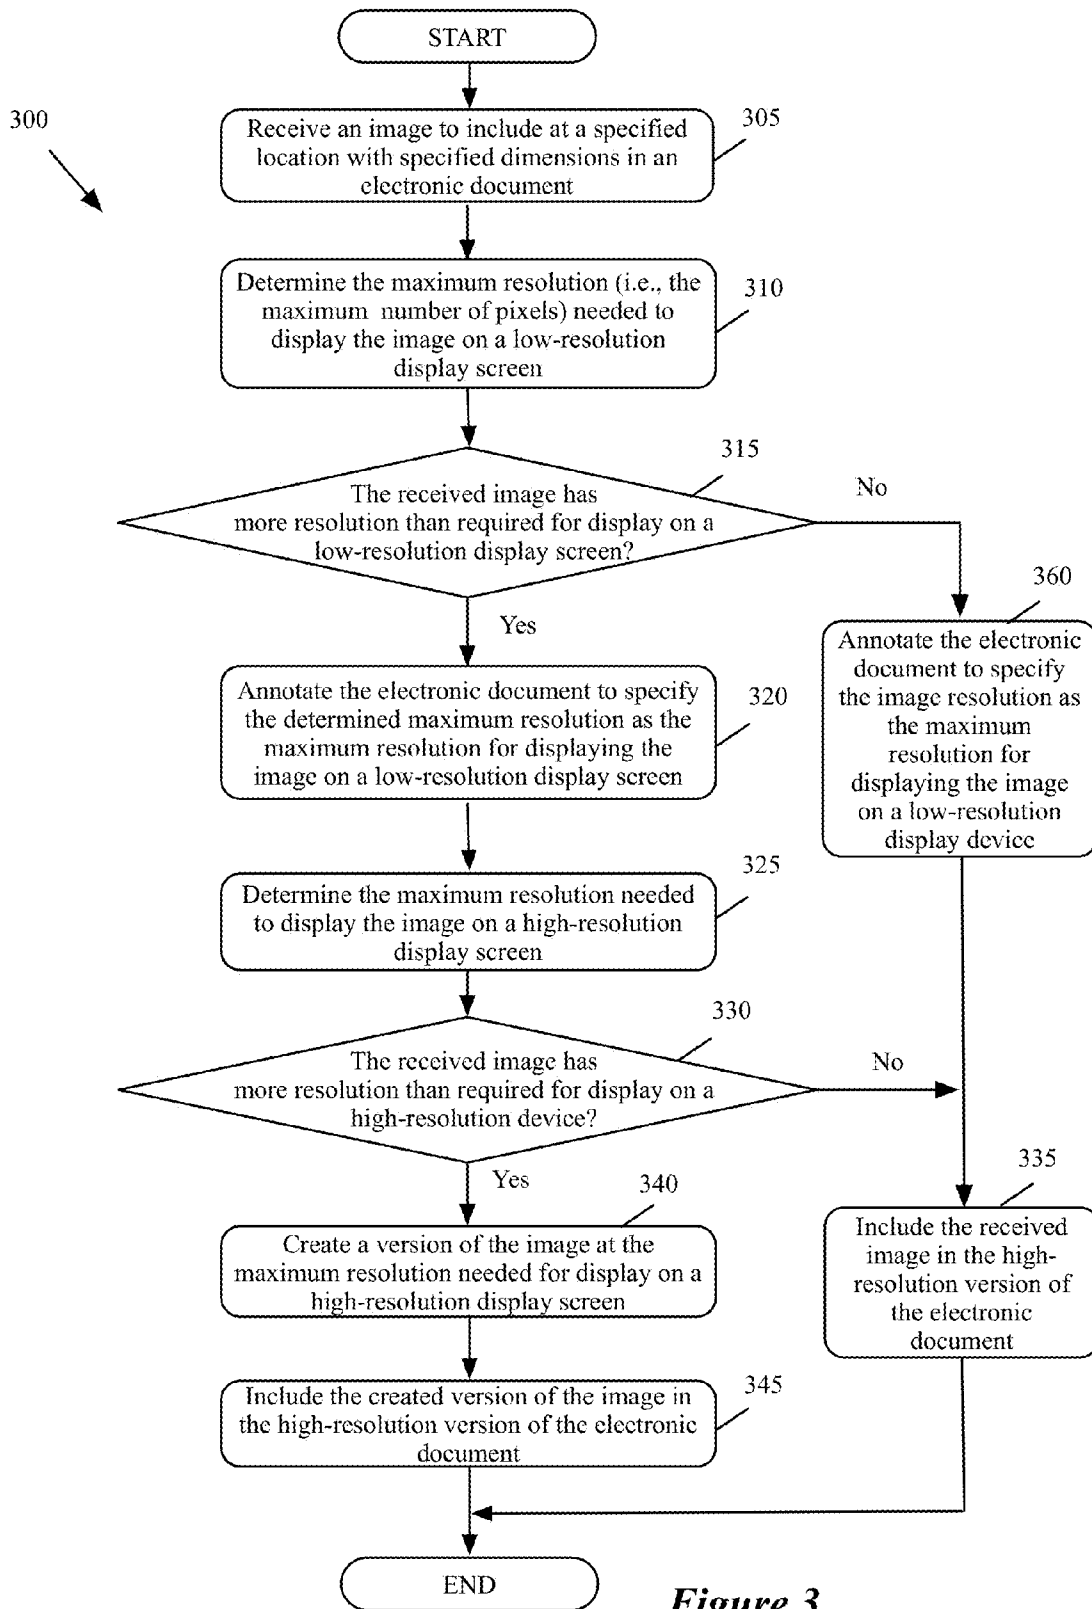 START
300
305
Receive an image to include at a specified
location with specified dimensions in an
electronic document
310
Determine the maximum resolution (i.e., the
maximum number of pixels) needed to
display the image on a low-resolution
display screen
315
The received image has
more resolution than required for display on a
low-resolution display screen?
No
Yes
360
Annotate the electronic
document to specify
the image resolution as
the maximum
resolution for
displaying the image
on a low-resolution
display device
320
Annotate the electronic document to specify
the determined maximum resolution as the
maximum resolution for displaying the
image on a low-resolution display screen
325
Determine the maximum resolution needed
to display the image on a high-resolution
display screen
330
The received image has
more resolution than required for display on a
high-resolution device?
No
Yes
335
Include the received
image in the high-
resolution version of
the electronic
document
340
Create a version of the image at the
maximum resolution needed for display on a
high-resolution display screen
345
Include the created version of the image in
the high-resolution version of the electronic
document
END
Figure 3